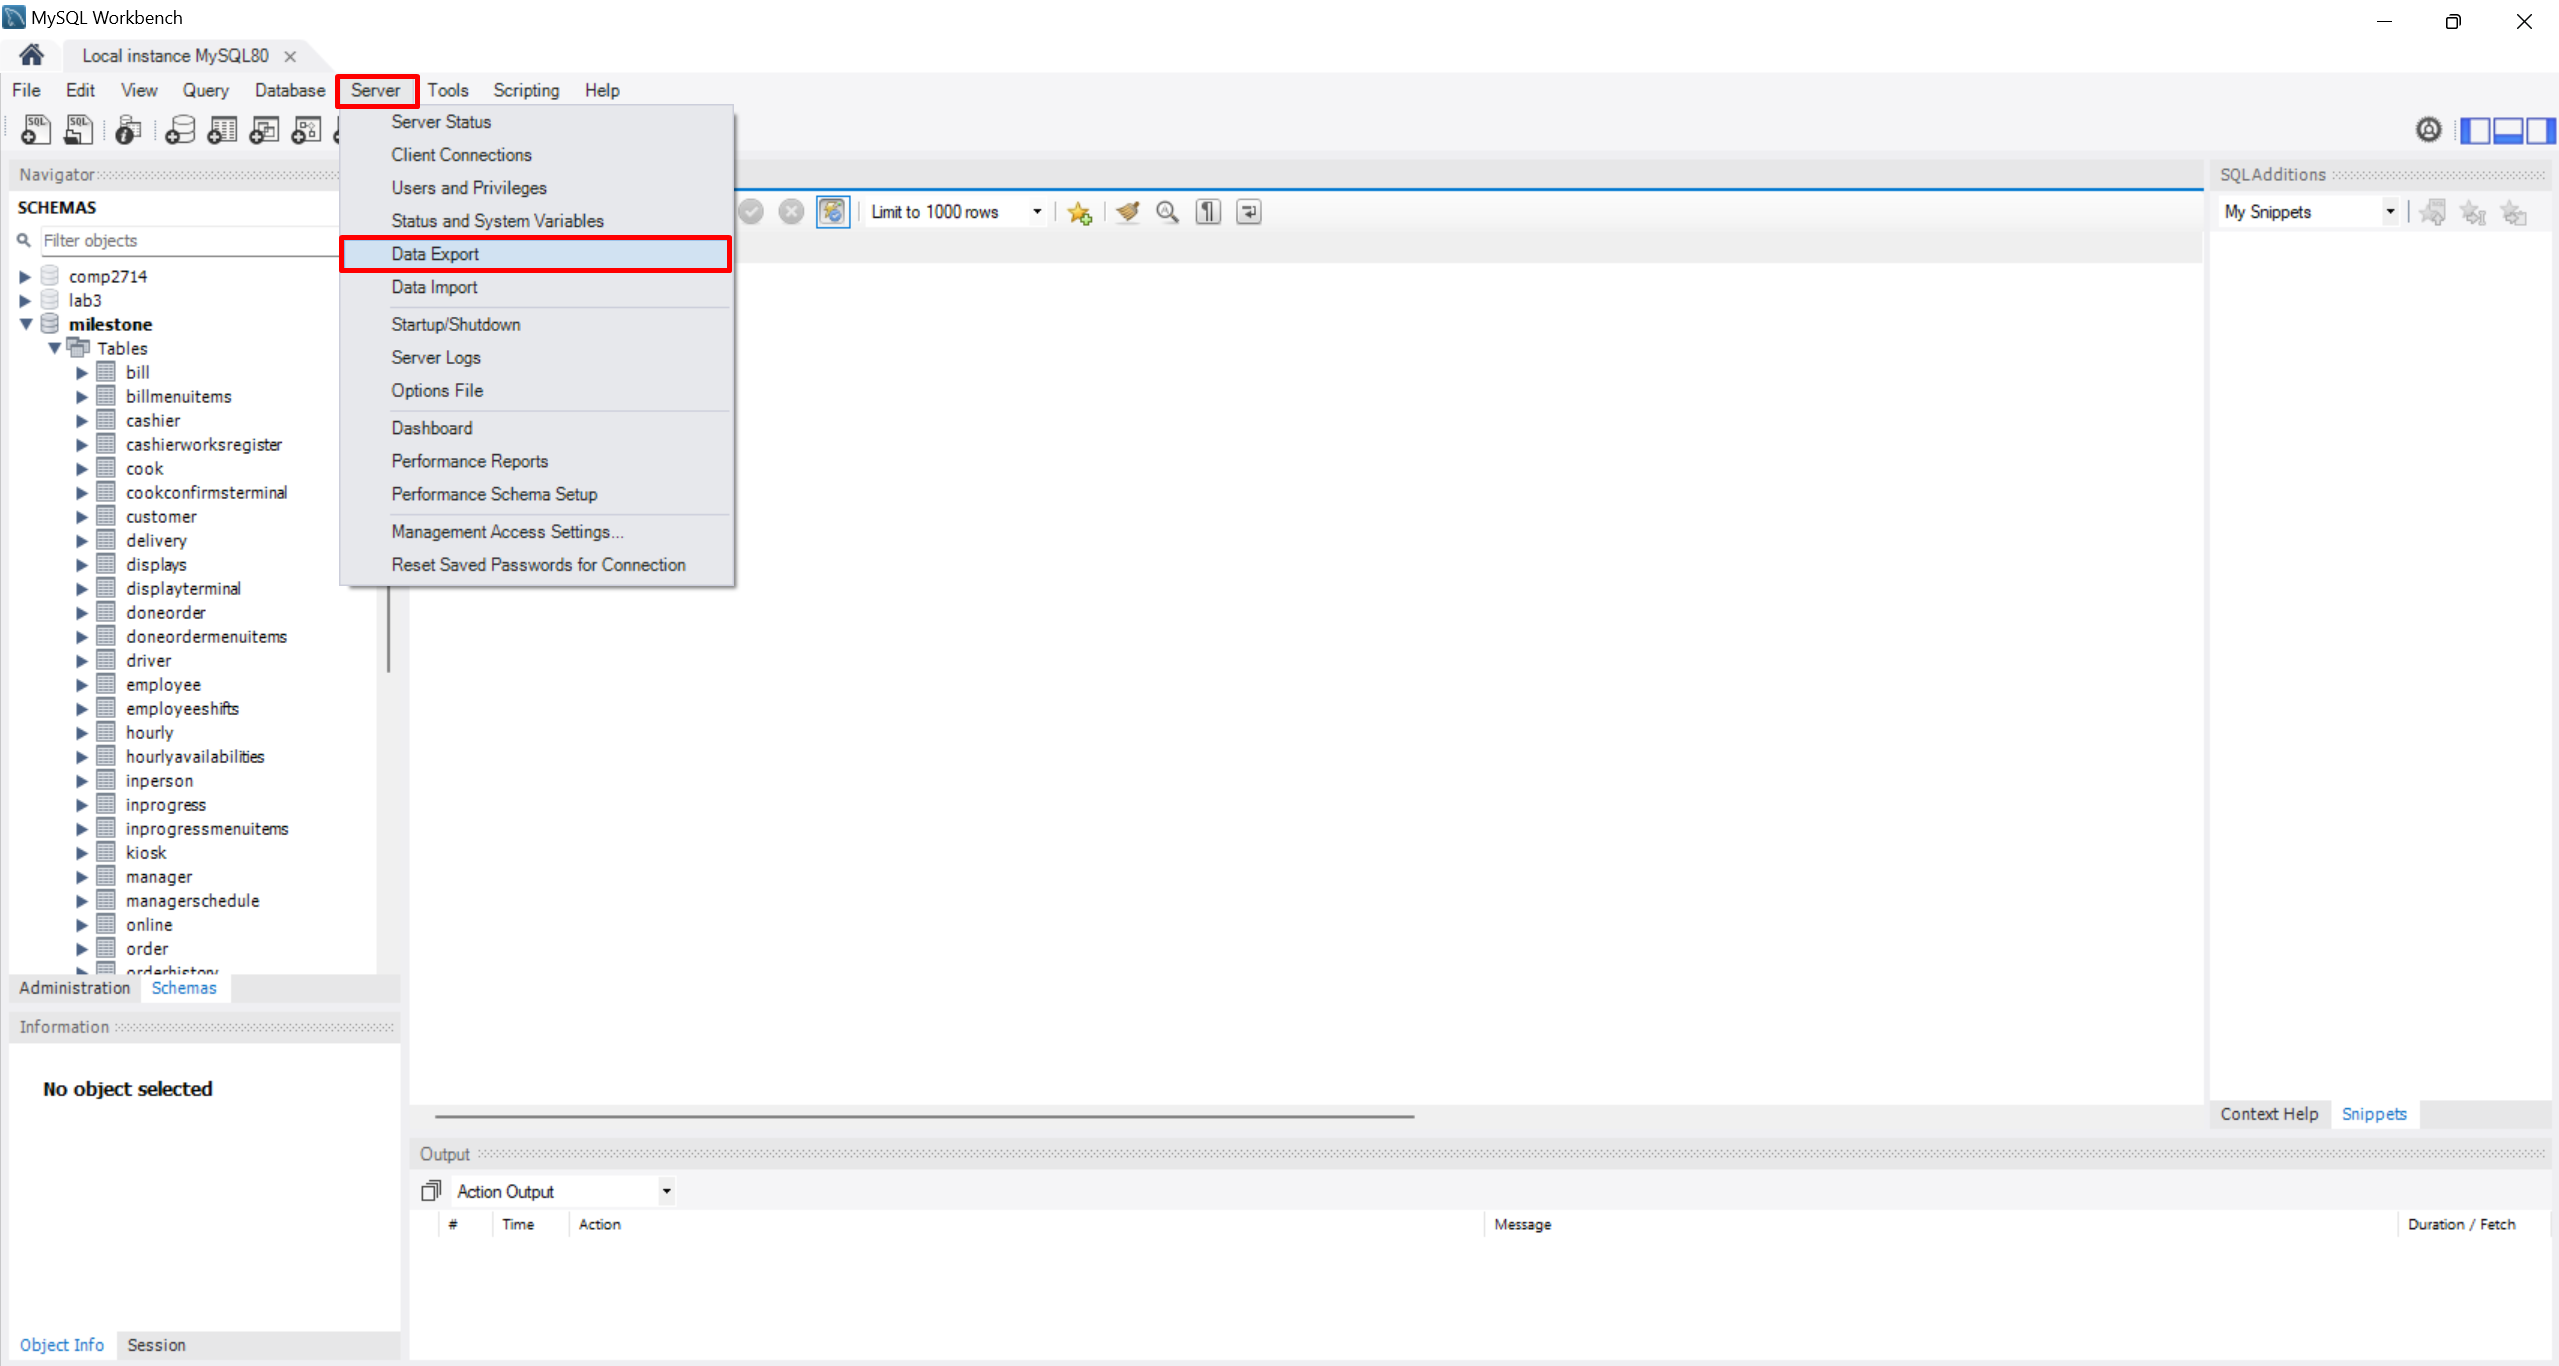 MySQL Workbench
Local instance MySQL80
File Edit View Query Database Server Tools Scripting Help
Server Status
Client Connections
Users and Privileges
Status and System Variables
Data Export
Data Import
Startup/Shutdown
Server Logs
Options File
Dashboard
Performance Reports
Performance Schema Setup
Management Access Settings...
Reset Saved Passwords for Connection
SQL SQL
Navigator
SCHEMAS
Filter objects
comp2714
lab3
milestone
Tables
bill
billmenuitems
cashier
cashierworksregister
cook
cookconfirmsterminal
customer
delivery
displays
displayterminal
doneorder
doneordermenuitems
driver
employee
employeeshifts
hourly
hourlyavailabilities
inperson
inprogress
inprogressmenuitems
kiosk
manager
managerschedule
online
order
orderhistory
Administration Schemas
Information
No object selected
Object Info Session
Limit to 1000 rows
SQLAdditions
My Snippets
Context Help Snippets
Output
Action Output
# Time Action Message Duration / Fetch